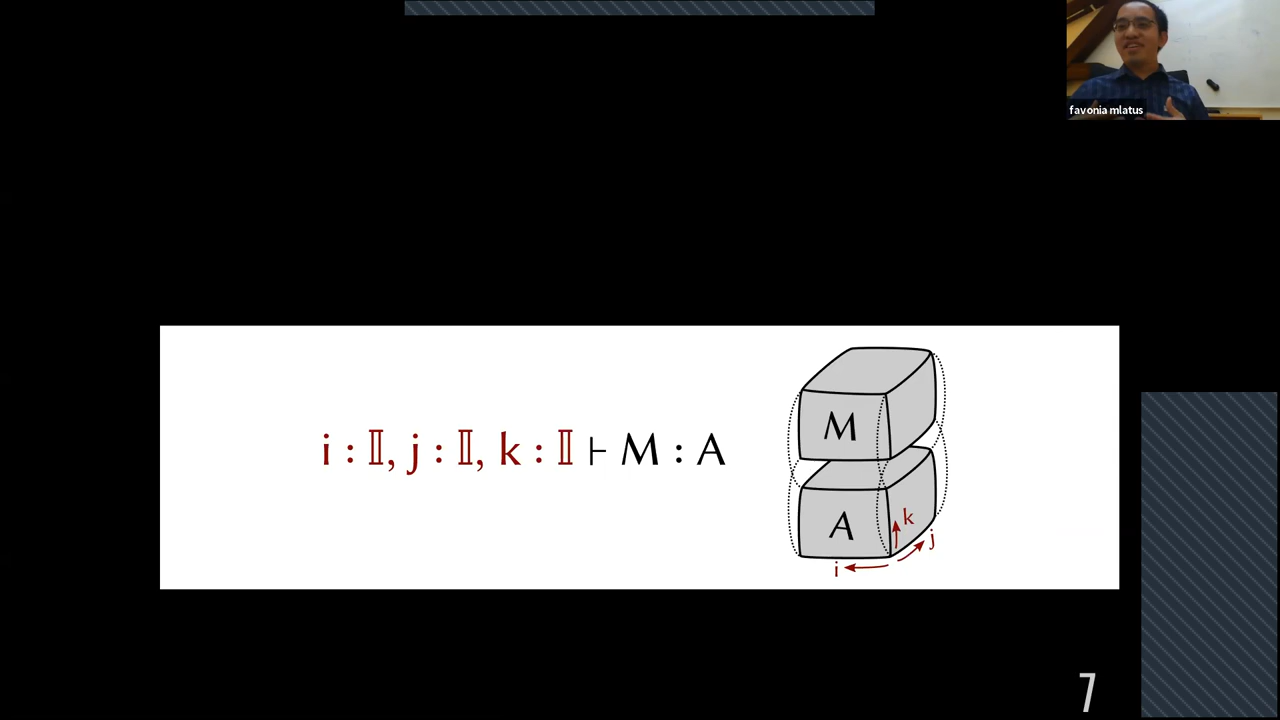 favonia mlatus
i : 𝕀, j : 𝕀, k : 𝕀 ⊢ M : A
M
A
k
j
i
7